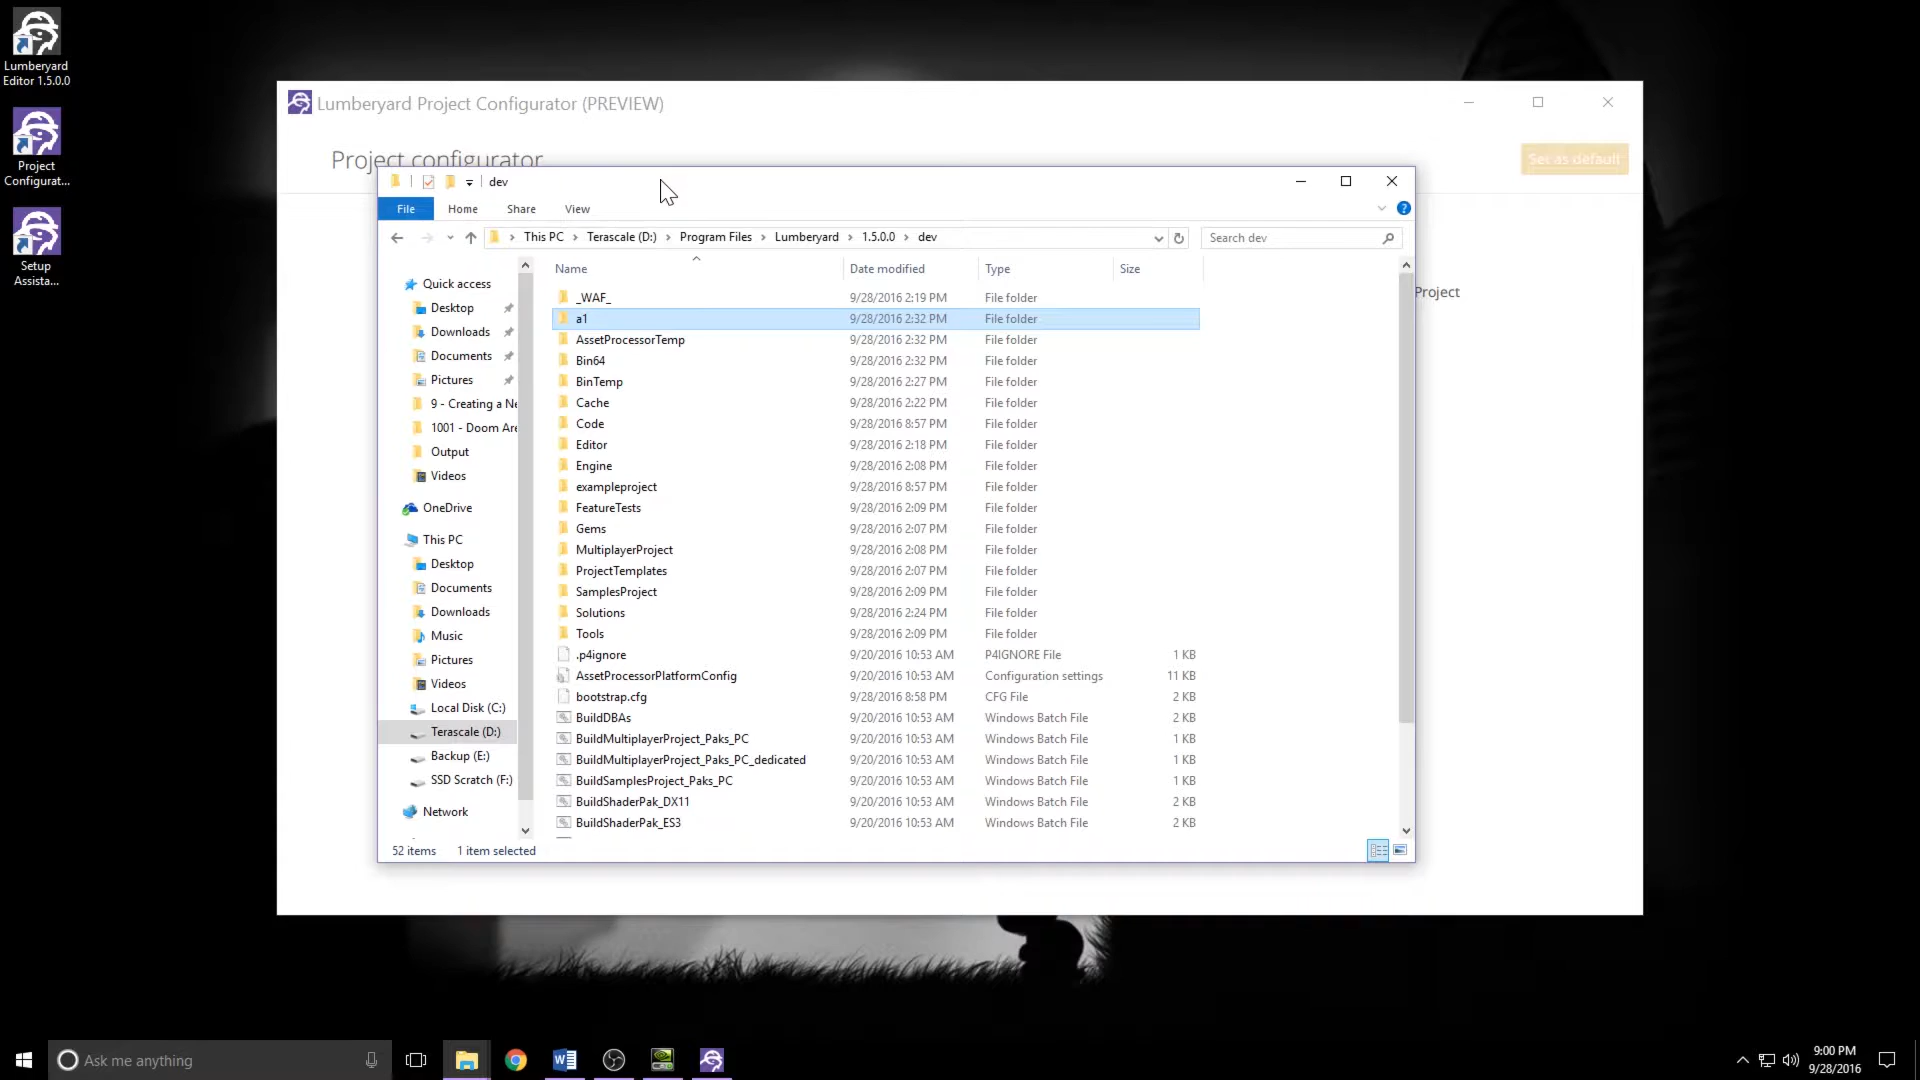 Lumberyard
Editor 1.5.0.0
Project
Configurat...
Setup
Assista...
Lumberyard Project Configurator (PREVIEW)
Project configurator
Set as default
Project
dev
File Home Share View
This PC Terascale (D:) Program Files Lumberyard 1.5.0.0 dev
Search dev
Quick access
Desktop
Downloads
Documents
Pictures
9 - Creating a Ne
1001 - Doom Are
Output
Videos
OneDrive
This PC
Desktop
Documents
Downloads
Music
Pictures
Videos
Local Disk (C:)
Terascale (D:)
Backup (E:)
SSD Scratch (F:)
Network
Name Date modified Type Size
_WAF_ 9/28/2016 2:19 PM File folder
a1 9/28/2016 2:32 PM File folder
AssetProcessorTemp 9/28/2016 2:32 PM File folder
Bin64 9/28/2016 2:32 PM File folder
BinTemp 9/28/2016 2:27 PM File folder
Cache 9/28/2016 2:22 PM File folder
Code 9/28/2016 8:57 PM File folder
Editor 9/28/2016 2:18 PM File folder
Engine 9/28/2016 2:08 PM File folder
exampleproject 9/28/2016 8:57 PM File folder
FeatureTests 9/28/2016 2:09 PM File folder
Gems 9/28/2016 2:07 PM File folder
MultiplayerProject 9/28/2016 2:08 PM File folder
ProjectTemplates 9/28/2016 2:07 PM File folder
SamplesProject 9/28/2016 2:09 PM File folder
Solutions 9/28/2016 2:24 PM File folder
Tools 9/28/2016 2:09 PM File folder
.p4ignore 9/20/2016 10:53 AM P4IGNORE File 1 KB
AssetProcessorPlatformConfig 9/20/2016 10:53 AM Configuration settings 11 KB
bootstrap.cfg 9/28/2016 8:58 PM CFG File 2 KB
BuildDBAs 9/20/2016 10:53 AM Windows Batch File 2 KB
BuildMultiplayerProject_Paks_PC 9/20/2016 10:53 AM Windows Batch File 1 KB
BuildMultiplayerProject_Paks_PC_dedicated 9/20/2016 10:53 AM Windows Batch File 1 KB
BuildSamplesProject_Paks_PC 9/20/2016 10:53 AM Windows Batch File 1 KB
BuildShaderPak_DX11 9/20/2016 10:53 AM Windows Batch File 2 KB
BuildShaderPak_ES3 9/20/2016 10:53 AM Windows Batch File 2 KB
52 items 1 item selected
Ask me anything
9:00 PM
9/28/2016